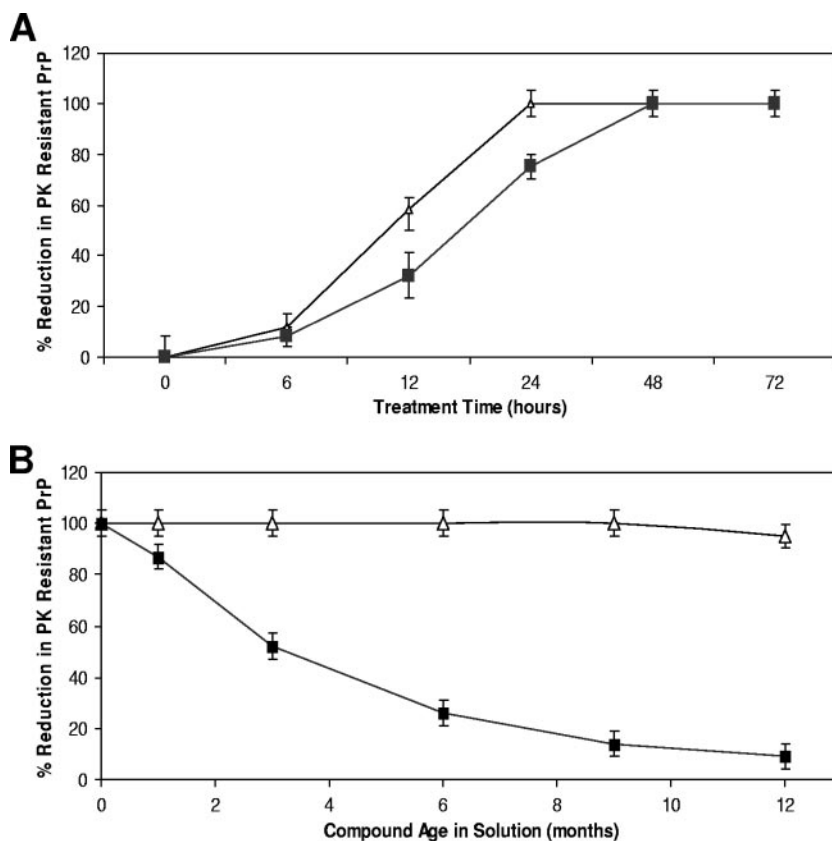 A
% Reduction in PK Resistant PrP
120
100
80
60
40
20
0
0 6 12 24 48 72
Treatment Time (hours)
B
% Reduction in PK Resistant PrP
120
100
80
60
40
20
0
0 2 4 6 8 10 12
Compound Age in Solution (months)